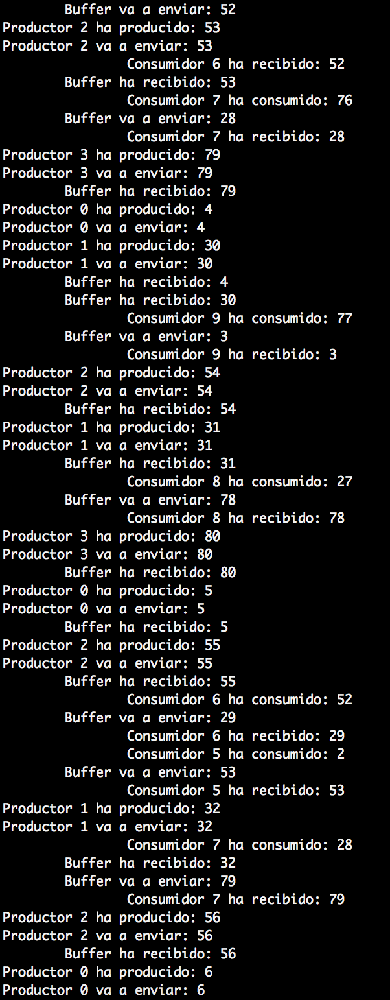 Buffer va a enviar: 52
Productor 2 ha producido: 53
Productor 2 va a enviar: 53
Consumidor 6 ha recibido: 52
Buffer ha recibido: 53
Consumidor 7 ha consumido: 76
Buffer va a enviar: 28
Consumidor 7 ha recibido: 28
Productor 3 ha producido: 79
Productor 3 va a enviar: 79
Buffer ha recibido: 79
Productor 0 ha producido: 4
Productor 0 va a enviar: 4
Productor 1 ha producido: 30
Productor 1 va a enviar: 30
Buffer ha recibido: 4
Buffer ha recibido: 30
Consumidor 9 ha consumido: 77
Buffer va a enviar: 3
Consumidor 9 ha recibido: 3
Productor 2 ha producido: 54
Productor 2 va a enviar: 54
Buffer ha recibido: 54
Productor 1 ha producido: 31
Productor 1 va a enviar: 31
Buffer ha recibido: 31
Consumidor 8 ha consumido: 27
Buffer va a enviar: 78
Consumidor 8 ha recibido: 78
Productor 3 ha producido: 80
Productor 3 va a enviar: 80
Buffer ha recibido: 80
Productor 0 ha producido: 5
Productor 0 va a enviar: 5
Buffer ha recibido: 5
Productor 2 ha producido: 55
Productor 2 va a enviar: 55
Buffer ha recibido: 55
Consumidor 6 ha consumido: 52
Buffer va a enviar: 29
Consumidor 6 ha recibido: 29
Consumidor 5 ha consumido: 2
Buffer va a enviar: 53
Consumidor 5 ha recibido: 53
Productor 1 ha producido: 32
Productor 1 va a enviar: 32
Consumidor 7 ha consumido: 28
Buffer ha recibido: 32
Buffer va a enviar: 79
Consumidor 7 ha recibido: 79
Productor 2 ha producido: 56
Productor 2 va a enviar: 56
Buffer ha recibido: 56
Productor 0 ha producido: 6
Productor 0 va a enviar: 6